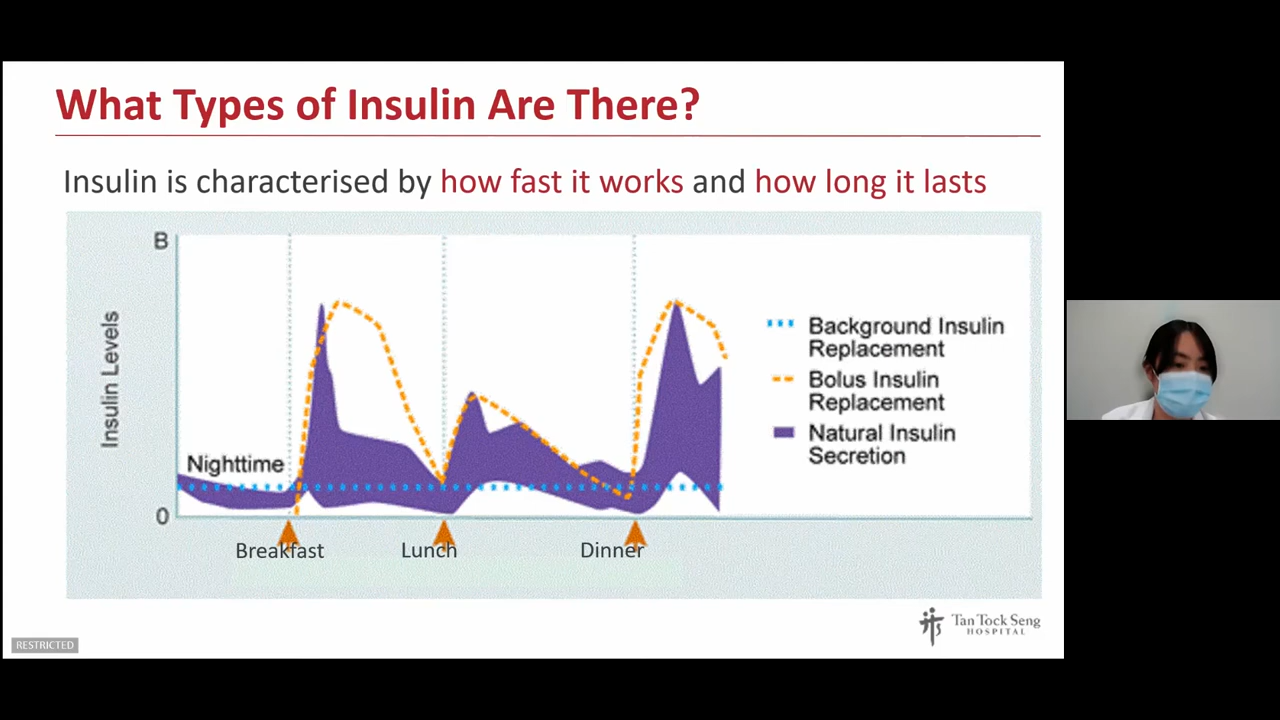 What Types of Insulin Are There?
Insulin is characterised by how fast it works and how long it lasts
B
Insulin Levels
Background Insulin
Replacement
Bolus Insulin
Replacement
Natural Insulin
Secretion
Nighttime
0
Breakfast
Lunch
Dinner
Tan Tock Seng
HOSPITAL
RESTRICTED